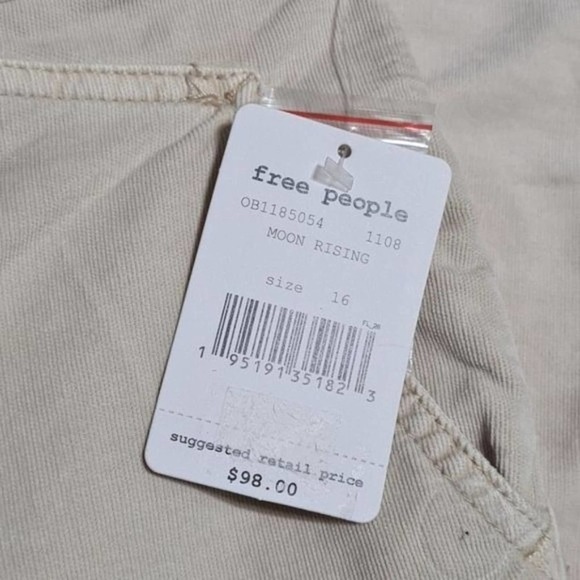 free people
OB1185054 1108
MOON RISING
size 16
FL_26
1 95191 35182 3
suggested retail price
$98.00